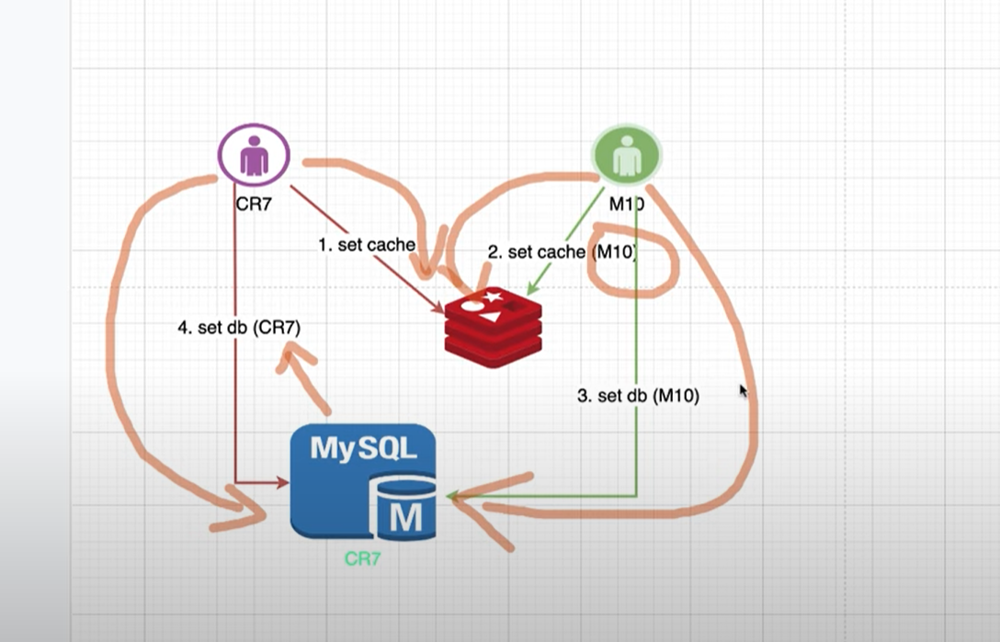 CR7
M10
1. set cache
2. set cache (M10)
4. set db (CR7)
3. set db (M10)
MySQL
M
CR7